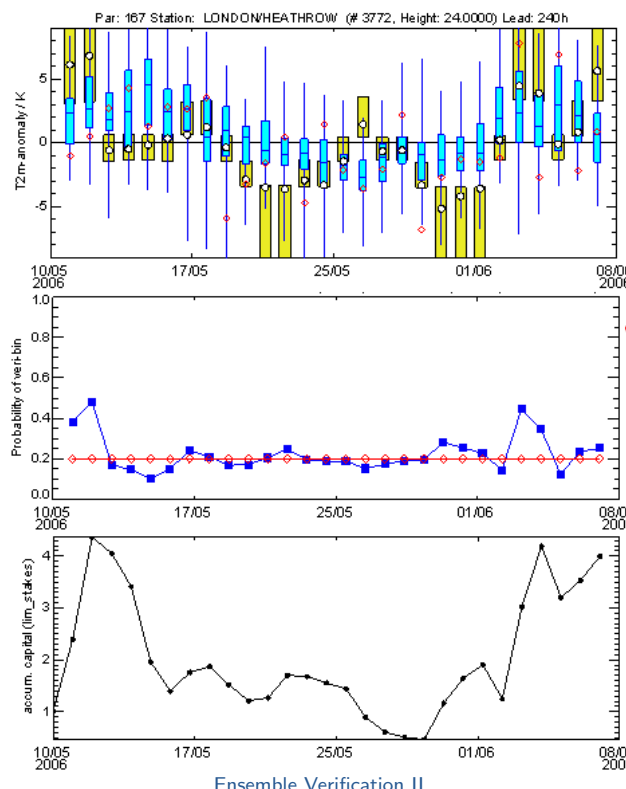 Par: 167 Station: LONDON/HEATHROW (# 3772, Height: 24.0000) Lead: 240h
T2m-anomaly / K
5
0
-5
10/05 17/05 25/05 01/06 08/0
2006 200
Probability of veri-bin
1.0
0.8
0.6
0.4
0.2
0.0
10/05 17/05 25/05 01/06 08/0
2006 200
accum. capital (lim_stakes)
4
3
2
1
10/05 17/05 25/05 01/06 08/0
2006 200
Ensemble Verification II